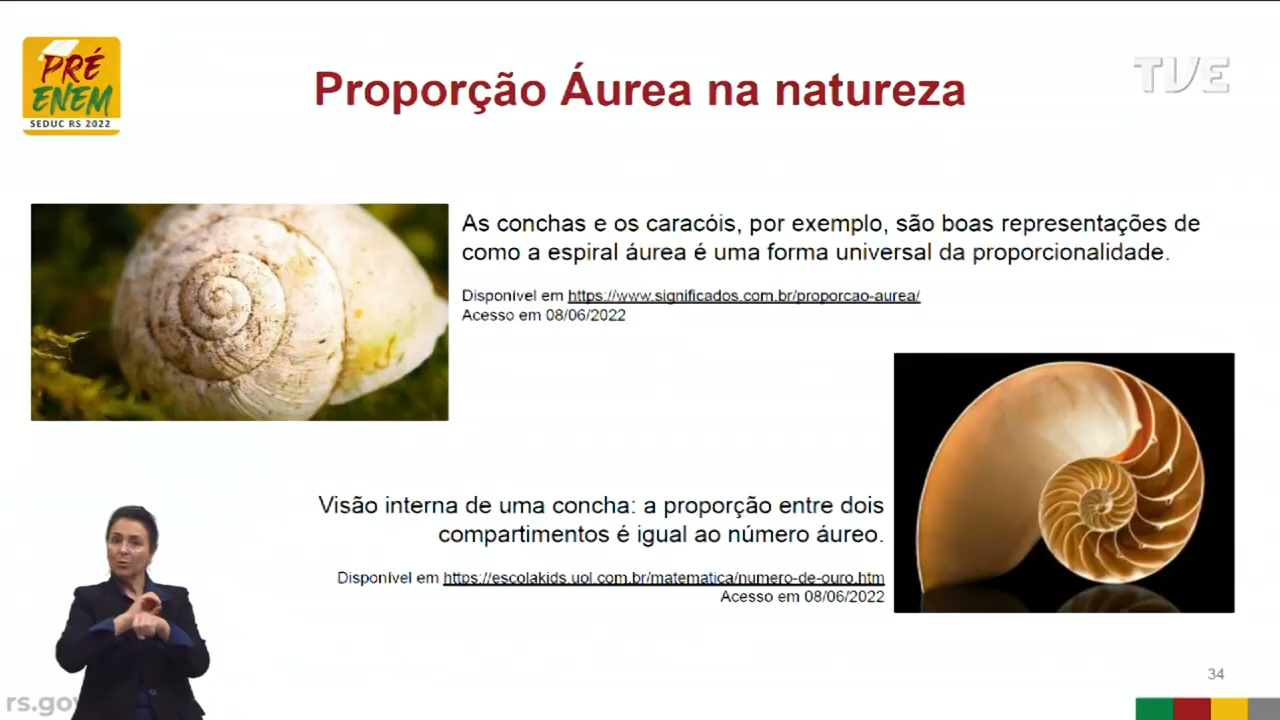 PRÉ
ENEM
SEDUC RS 2022
Proporção Áurea na natureza
TVE
As conchas e os caracóis, por exemplo, são boas representações de
como a espiral áurea é uma forma universal da proporcionalidade.
Disponível em https://www.significados.com.br/proporcao-aurea/
Acesso em 08/06/2022
Visão interna de uma concha: a proporção entre dois
compartimentos é igual ao número áureo.
Disponível em https://escolakids.uol.com.br/matematica/numero-de-ouro.htm
Acesso em 08/06/2022
34